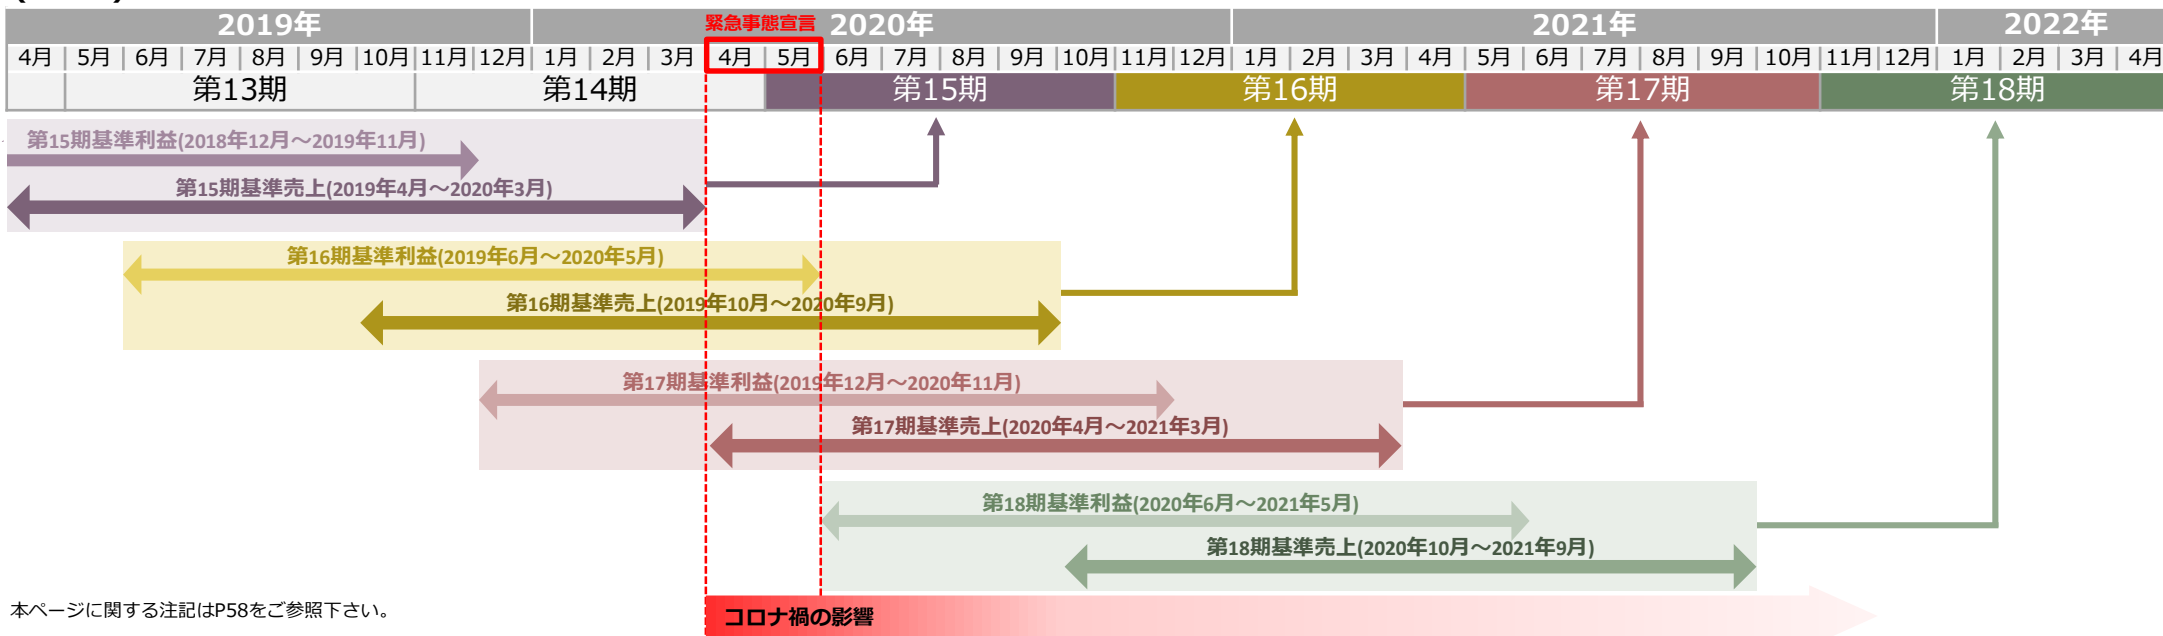 2019年 緊急事態宣言 2020年 2021年 2022年
4月 5月 6月 7月 8月 9月 10月 11月 12月 1月 2月 3月 4月 5月 6月 7月 8月 9月 10月 11月 12月 1月 2月 3月 4月 5月 6月 7月 8月 9月 10月 11月 12月 1月 2月 3月 4月
第13期 第14期 第15期 第16期 第17期 第18期
第15期基準利益(2018年12月～2019年11月)
第15期基準売上(2019年4月～2020年3月)
第16期基準利益(2019年6月～2020年5月)
第16期基準売上(2019年10月～2020年9月)
第17期基準利益(2019年12月～2020年11月)
第17期基準売上(2020年4月～2021年3月)
第18期基準利益(2020年6月～2021年5月)
第18期基準売上(2020年10月～2021年9月)
本ページに関する注記はP58をご参照下さい。
コロナ禍の影響